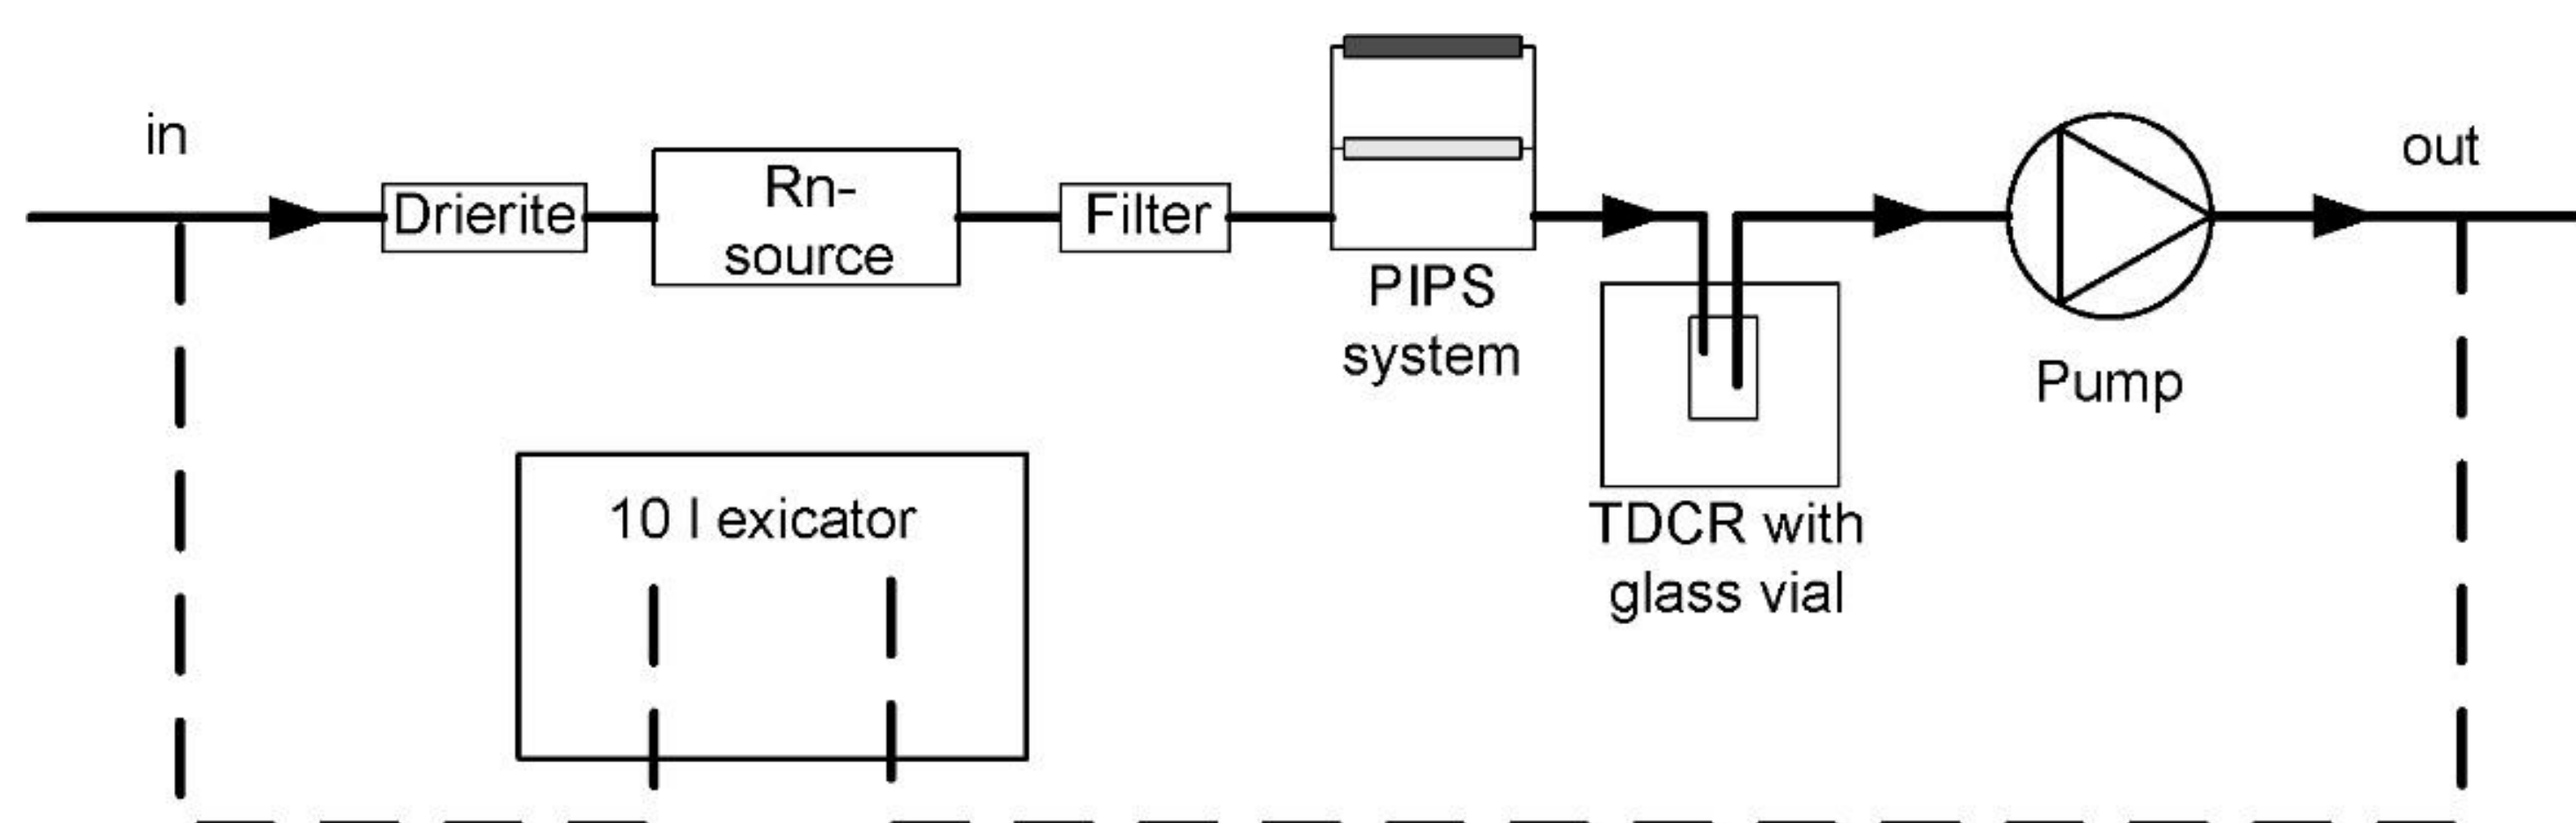 in
Drierite
Rn-
source
Filter
PIPS
system
TDCR with
glass vial
Pump
out
10 l exicator